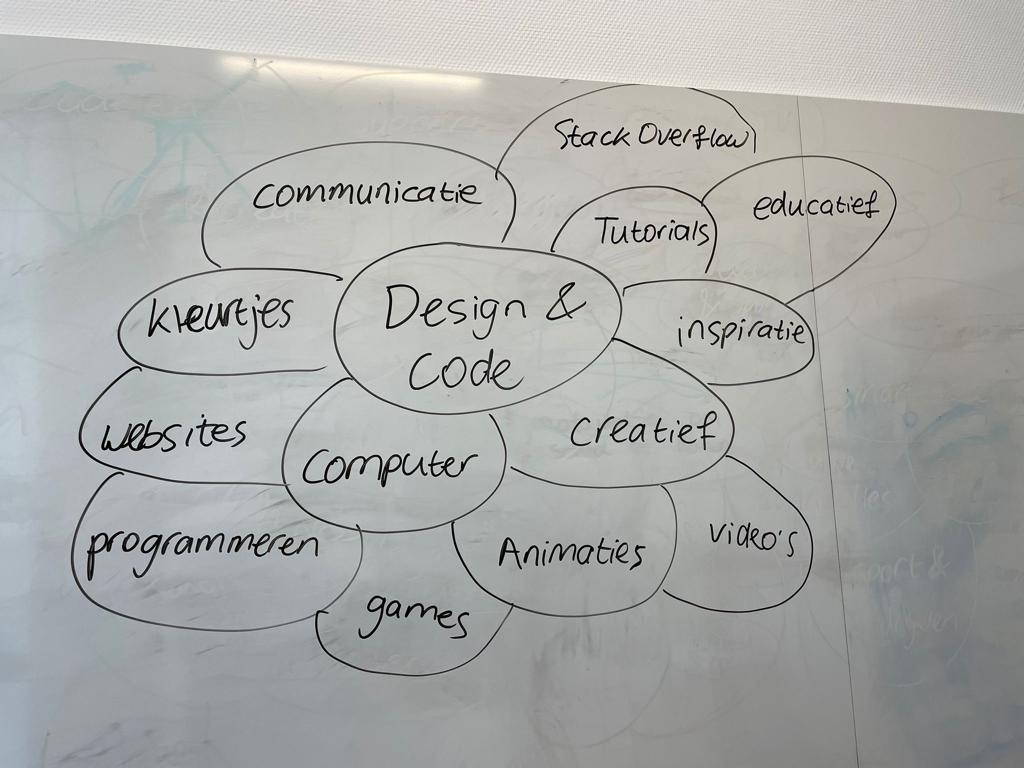 Stack Overflow
communicatie
educatief
Tutorials
kleurtjes
Design &
Code
inspiratie
websites
creatief
computer
programmeren
Animaties
video's
games